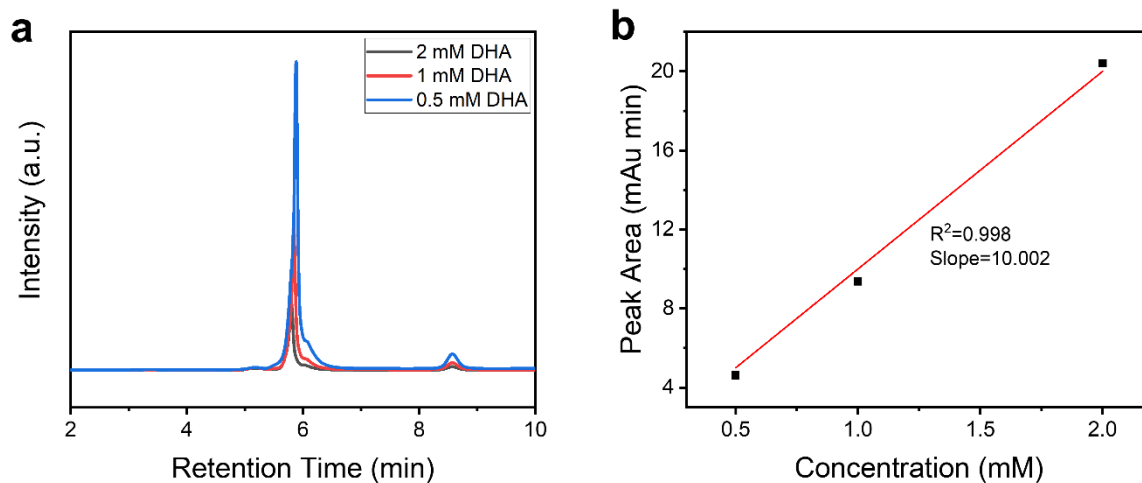 a
Intensity (a.u.)
2 mM DHA
1 mM DHA
0.5 mM DHA
2 4 6 8 10
Retention Time (min)
b
Peak Area (mAu min)
20
16
12
8
4
R²=0.998
Slope=10.002
0.5 1.0 1.5 2.0
Concentration (mM)